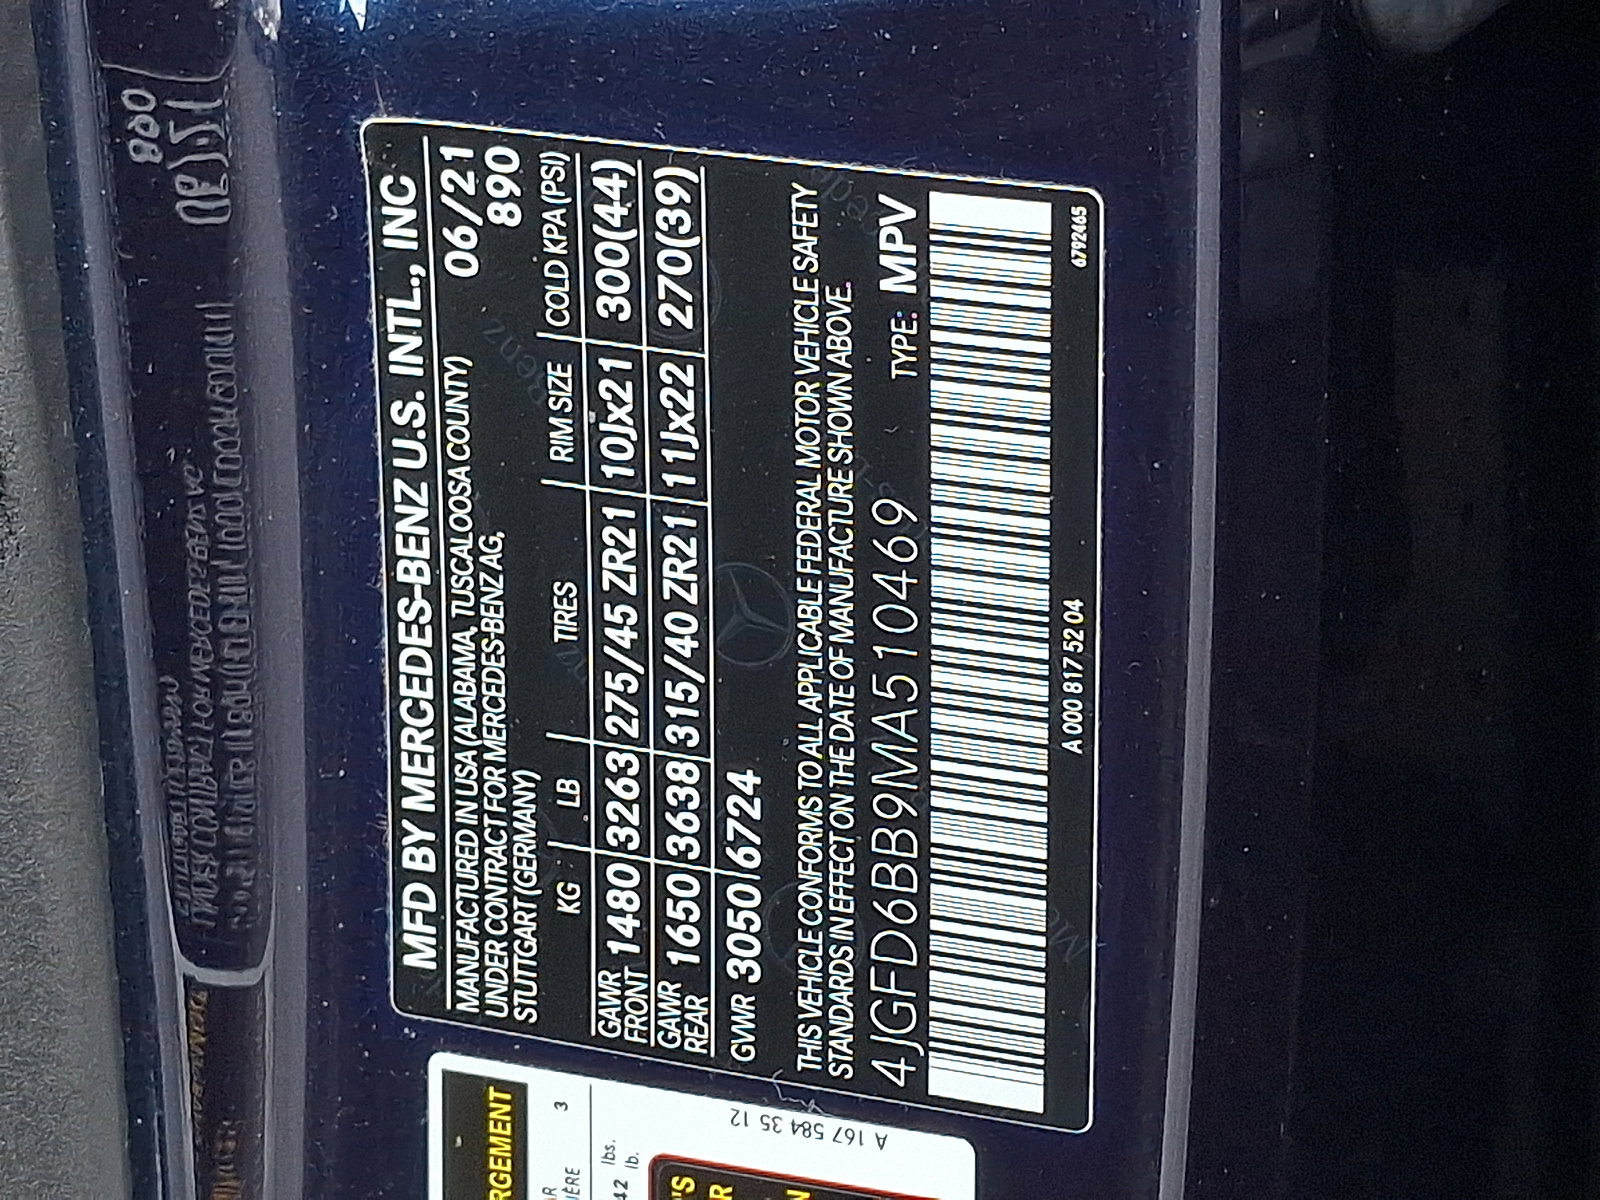 MFD BY MERCEDES-BENZ U.S. INTL., INC
MANUFACTURED IN USA (ALABAMA, TUSCALOOSA COUNTY) 06/21
UNDER CONTRACT FOR MERCEDES-BENZ AG, 890
STUTTGART (GERMANY)
KG LB TIRES RIM SIZE COLD KPA (PSI)
GAWR FRONT 1480 3263 275/45 ZR21 10Jx21 300(44)
GAWR REAR 1650 3638 315/40 ZR21 11Jx22 270(39)
GVWR 3050 6724
THIS VEHICLE CONFORMS TO ALL APPLICABLE FEDERAL MOTOR VEHICLE SAFETY
STANDARDS IN EFFECT ON THE DATE OF MANUFACTURE SHOWN ABOVE.
4JGFD6BB9MA510469 TYPE: MPV
A 000 817 52 04 6792465
RGEMENT
3
lbs.
lb.
A 167 584 35 12